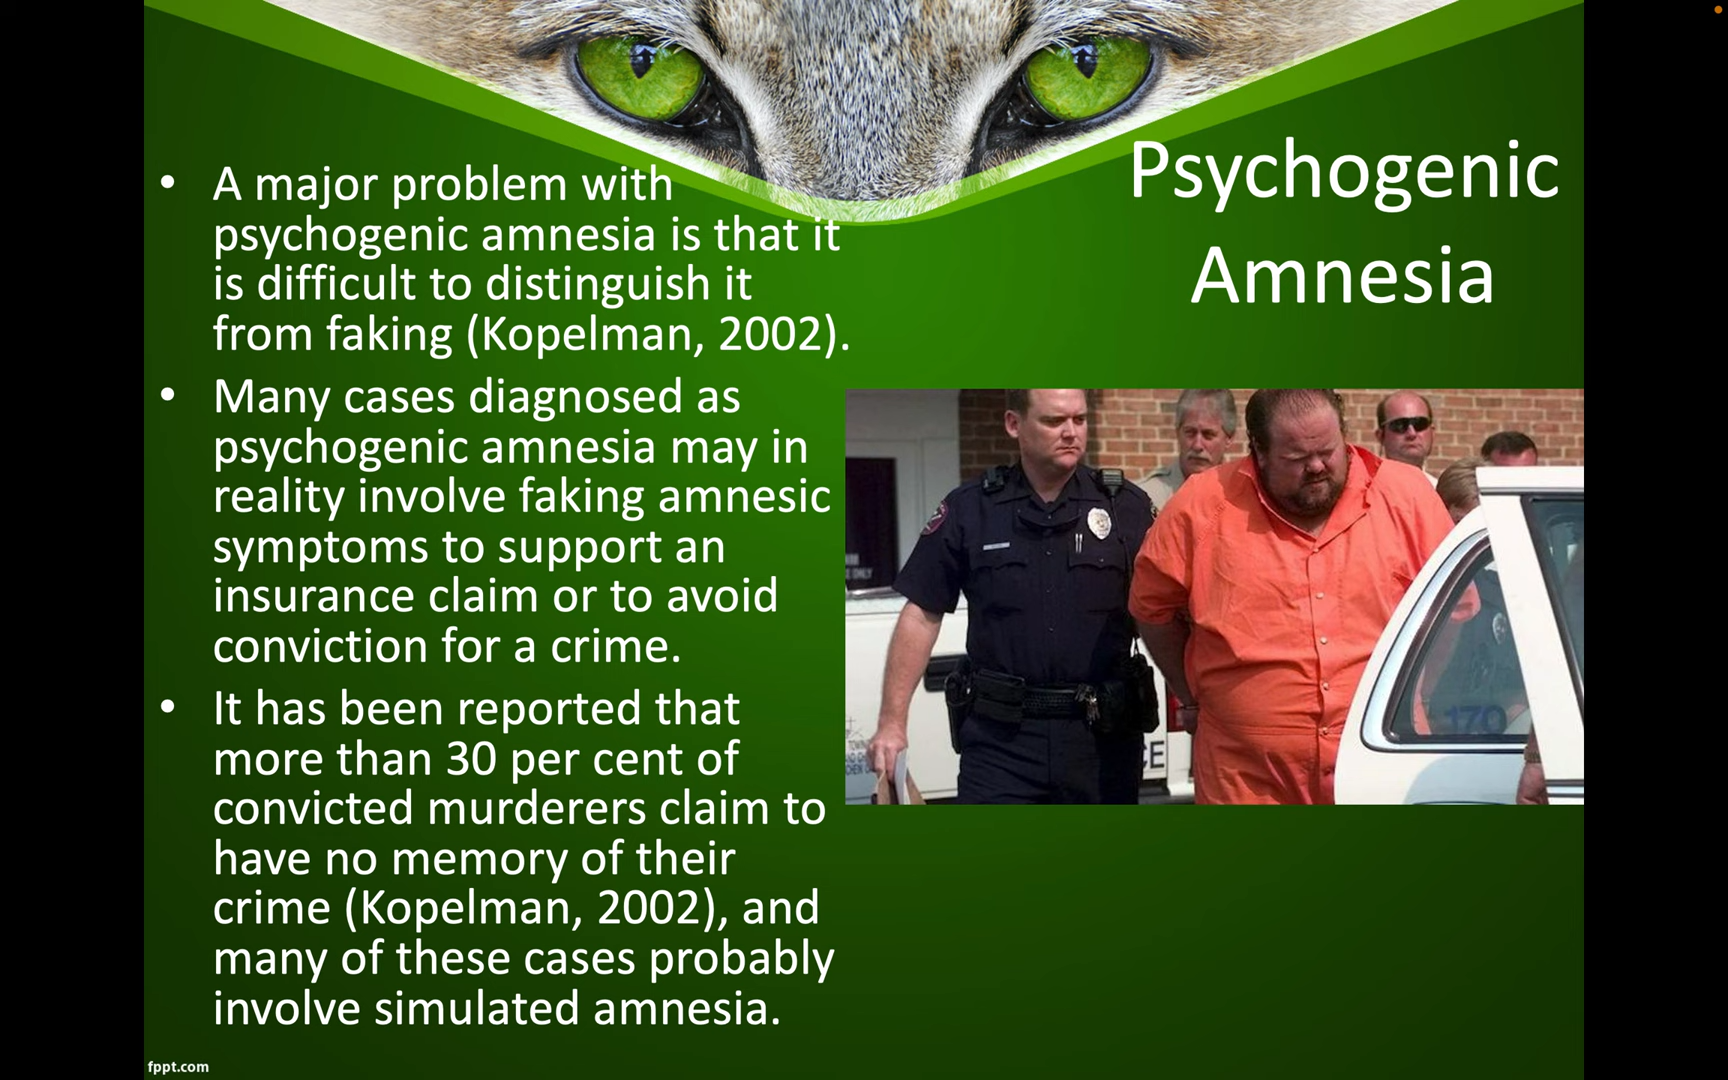 Psychogenic
Amnesia
• A major problem with
psychogenic amnesia is that it
is difficult to distinguish it
from faking (Kopelman, 2002).
• Many cases diagnosed as
psychogenic amnesia may in
reality involve faking amnesic
symptoms to support an
insurance claim or to avoid
conviction for a crime.
• It has been reported that
more than 30 per cent of
convicted murderers claim to
have no memory of their
crime (Kopelman, 2002), and
many of these cases probably
involve simulated amnesia.
CE
170
fppt.com